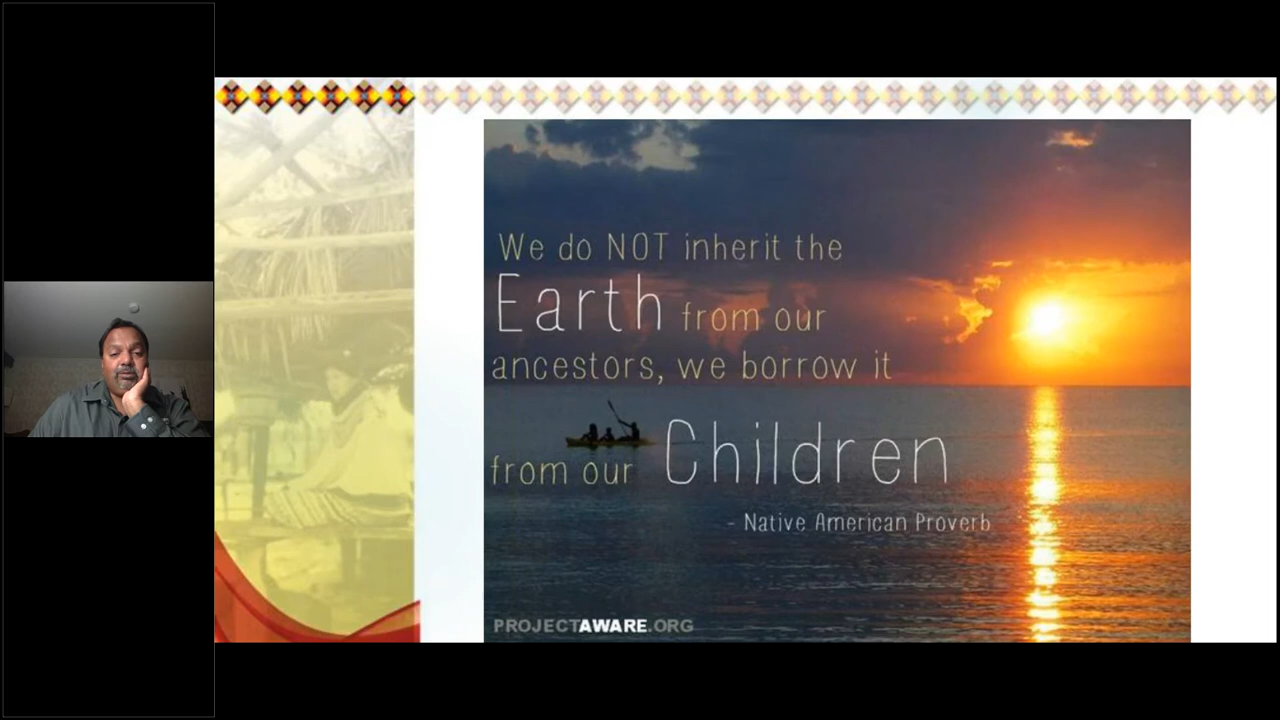 We do NOT inherit the
Earth from our
ancestors, we borrow it
from our Children
- Native American Proverb
PROJECTAWARE.ORG